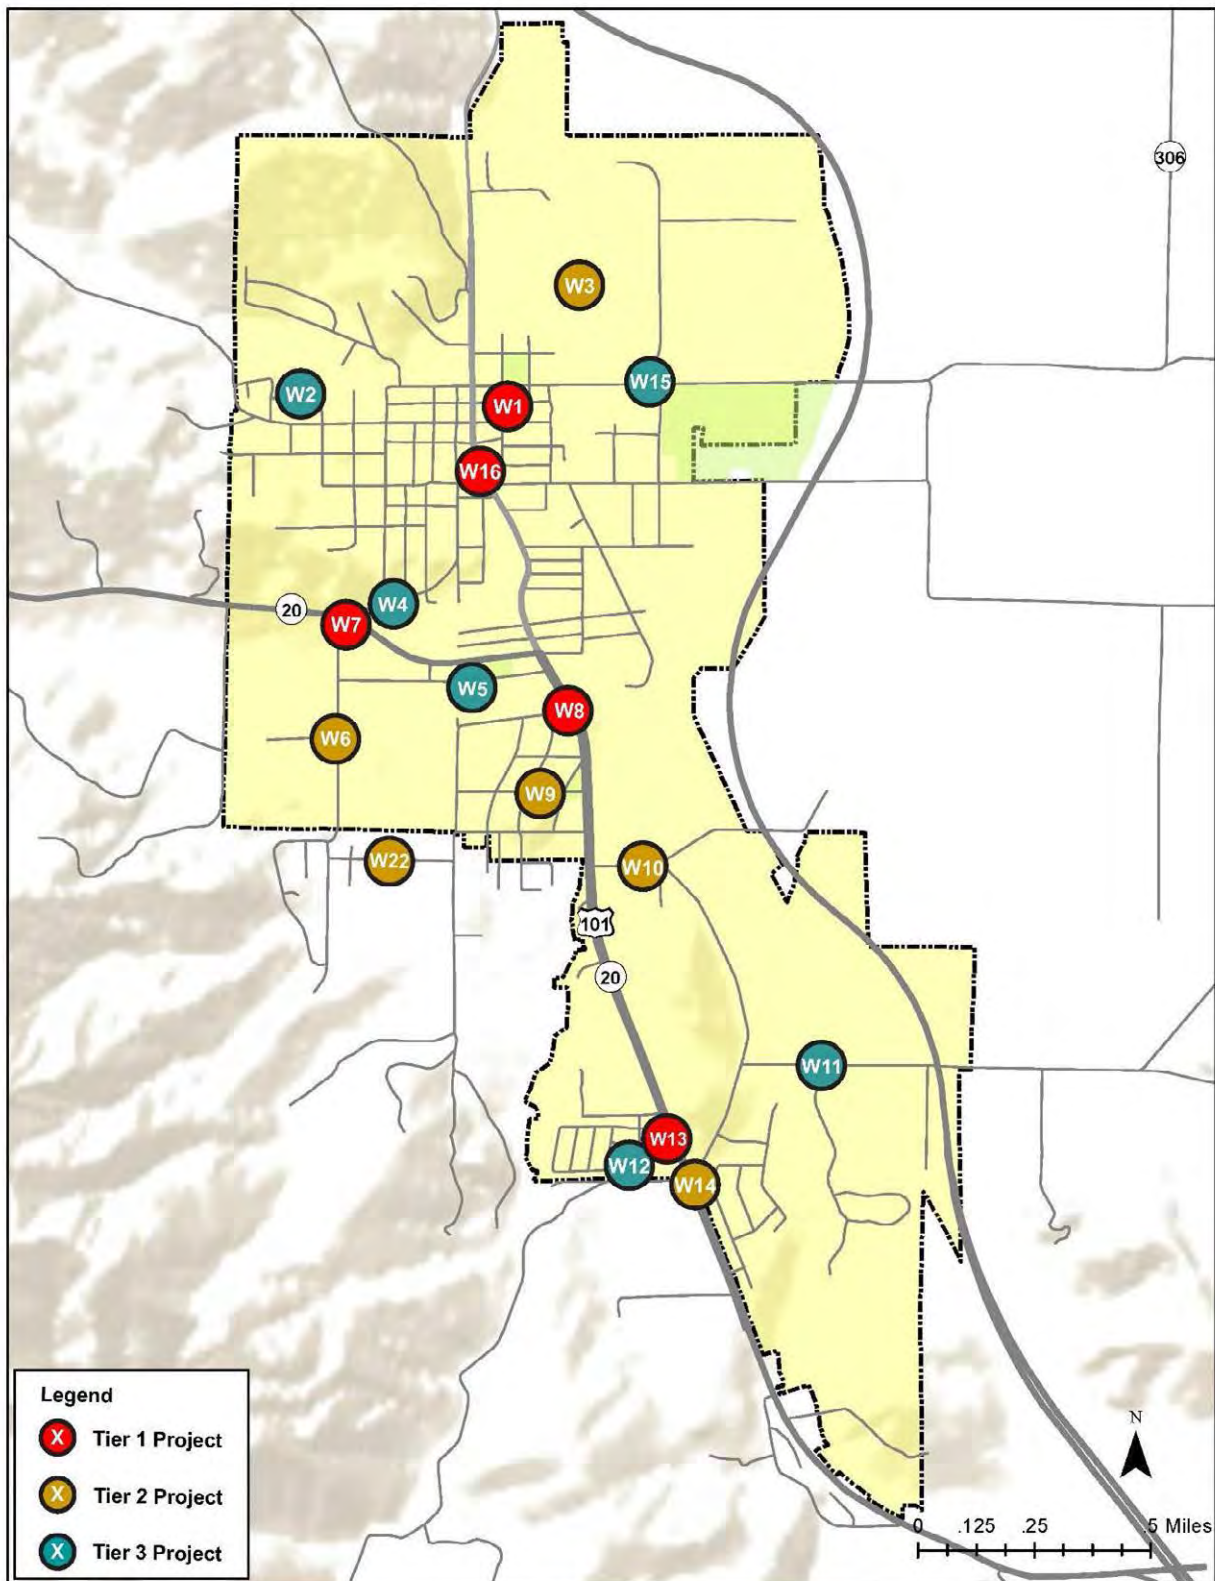 306
W3
W2
W15
W1
W16
20
W4
W7
W5
W8
W6
W9
W22
W10
101
20
W11
W13
W12
W14
Legend
X Tier 1 Project
X Tier 2 Project
X Tier 3 Project
N
0 .125 .25 .5 Miles